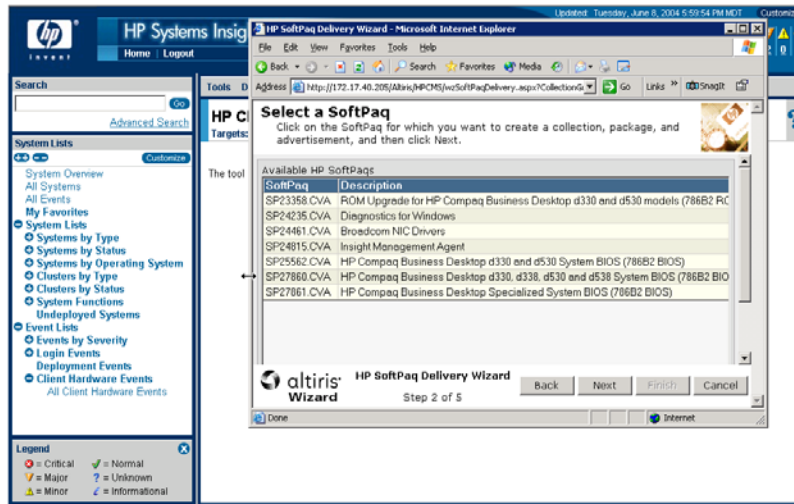 Updated: Tuesday, June 8, 2004 5:59:54 PM MDT
Customize
hp
invent
HP Systems Insig
Home | Logout
Search
Go
Advanced Search
System Lists
Customize
System Overview
All Systems
All Events
My Favorites
System Lists
Systems by Type
Systems by Status
Systems by Operating System
Clusters by Type
Clusters by Status
System Functions
Undeployed Systems
Event Lists
Events by Severity
Login Events
Deployment Events
Client Hardware Events
All Client Hardware Events
Legend
= Critical
= Normal
= Major
? = Unknown
= Minor
= Informational
Tools D
HP Cl
Targets:
The tool
HP SoftPaq Delivery Wizard - Microsoft Internet Explorer
File Edit View Favorites Tools Help
Back Search Favorites Media
Address http://172.17.40.205/Altiris/HPCMS/wzSoftPaqDelivery.aspx?CollectionG Go Links » SnagIt
Select a SoftPaq
Click on the SoftPaq for which you want to create a collection, package, and
advertisement, and then click Next.
Available HP SoftPaqs
SoftPaq Description
SP23358.CVA ROM Upgrade for HP Compaq Business Desktop d330 and d530 models (786B2 RO
SP24235.CVA Diagnostics for Windows
SP24461.CVA Broadcom NIC Drivers
SP24815.CVA Insight Management Agent
SP25562.CVA HP Compaq Business Desktop d330 and d530 System BIOS (786B2 BIOS)
SP27860.CVA HP Compaq Business Desktop d330, d338, d530 and d538 System BIOS (786B2 BIO
SP27861.CVA HP Compaq Business Desktop Specialized System BIOS (786B2 BIOS)
altiris
Wizard
HP SoftPaq Delivery Wizard
Step 2 of 5
Back Next Finish Cancel
Done
Internet